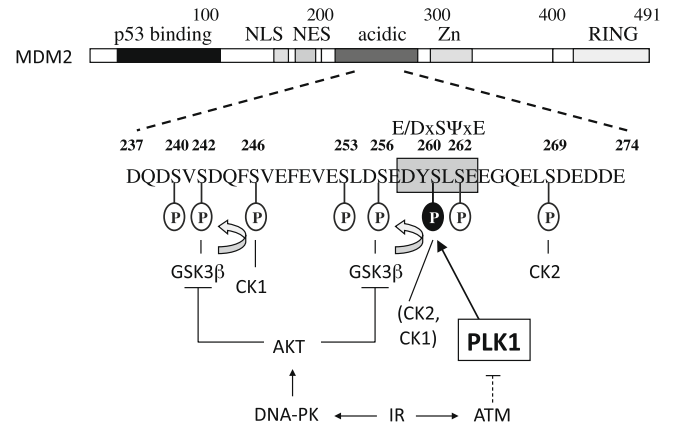 100 200 300 400 491
p53 binding NLS NES acidic Zn RING
MDM2
E/DxSΨxE
237 240 242 246 253 256 260 262 269 274
DQDSVSDQFSVEFEVESLDSEDYSLSEEGQELSDEDDE
P P P P P P P P
GSK3β CK1 GSK3β CK2
(CK2,
CK1)
PLK1
AKT
DNA-PK IR ATM